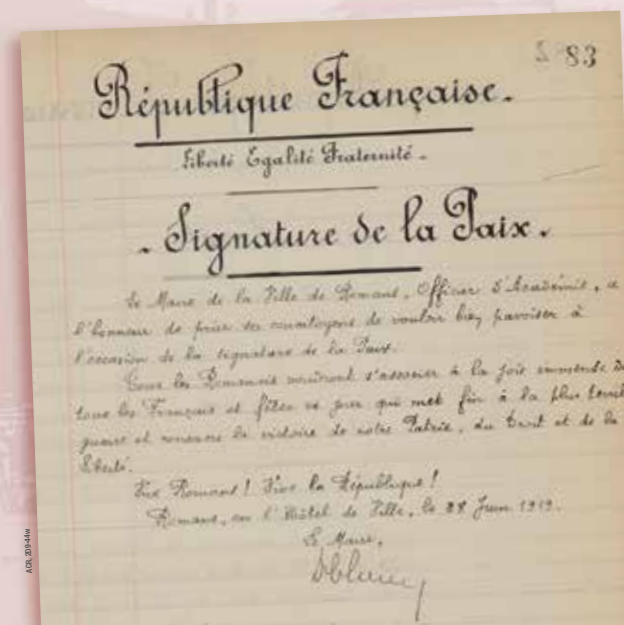 83
République Française.
Liberté Egalité Fraternité.
Signature de la Paix.
Le Maire de la Ville de Romans, Officier d'Académie, a
l'honneur de prier ses concitoyens de vouloir bien pavoiser à
l'occasion de la signature de la Paix.
Tous les Romanais voudront s'associer à la joie immense de
tous les Français et fêter ce jour qui met fin à la plus terrible
guerre et consacre la victoire de notre Patrie, du Droit et de la
Liberté.
Vive Romans! Vive la République!
Romans, en l'Hôtel de Ville, le 28 Juin 1919.
Le Maire,